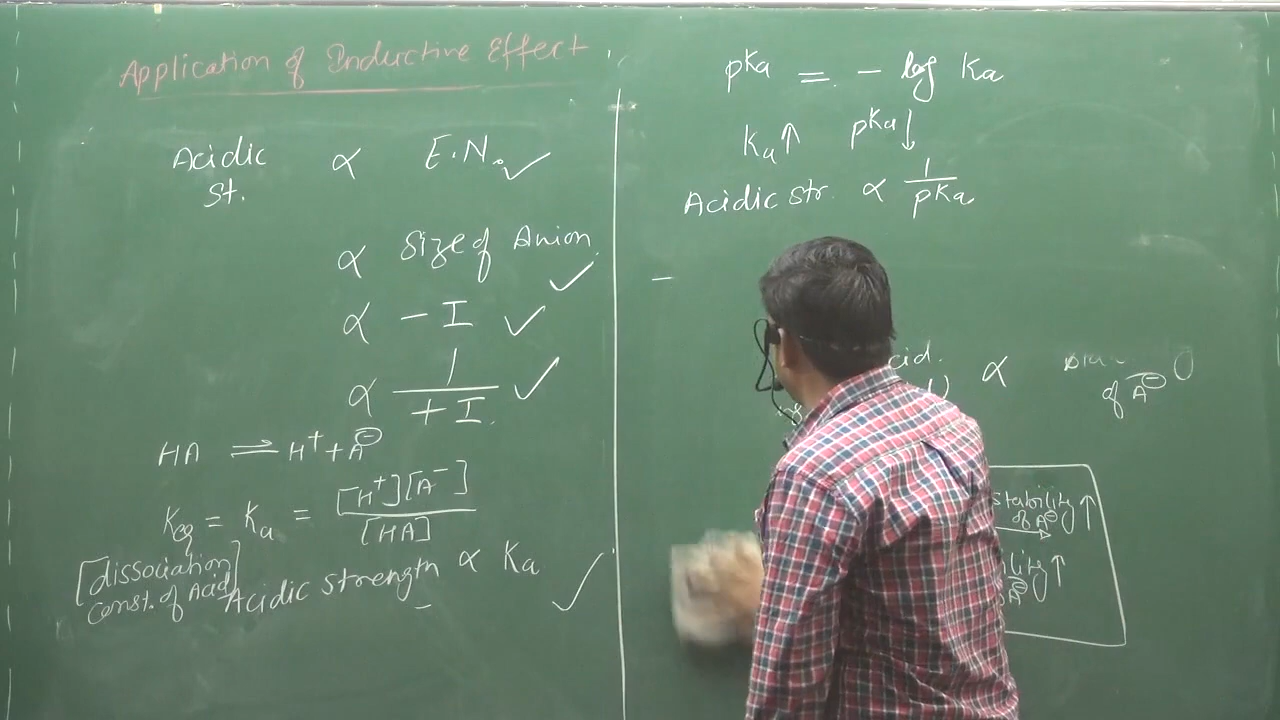 Application of Inductive Effect
Acidic St. ∝ E.N. ✓
∝ Size of Anion ✓
∝ - I ✓
∝ 1 / + I ✓
HA ⇌ H⁺ + A⊖
Keq = Ka = [H⁺][A⁻] / [HA]
[dissociation const. of Acid]
Acidic strength ∝ Ka ✓
pKa = - log Ka
Ka↑ pKa↓
Acidic str. ∝ 1 / pKa
-
cid. ∝
of A⊖
stability of A⊖ ↑
lity A⊖ ↑